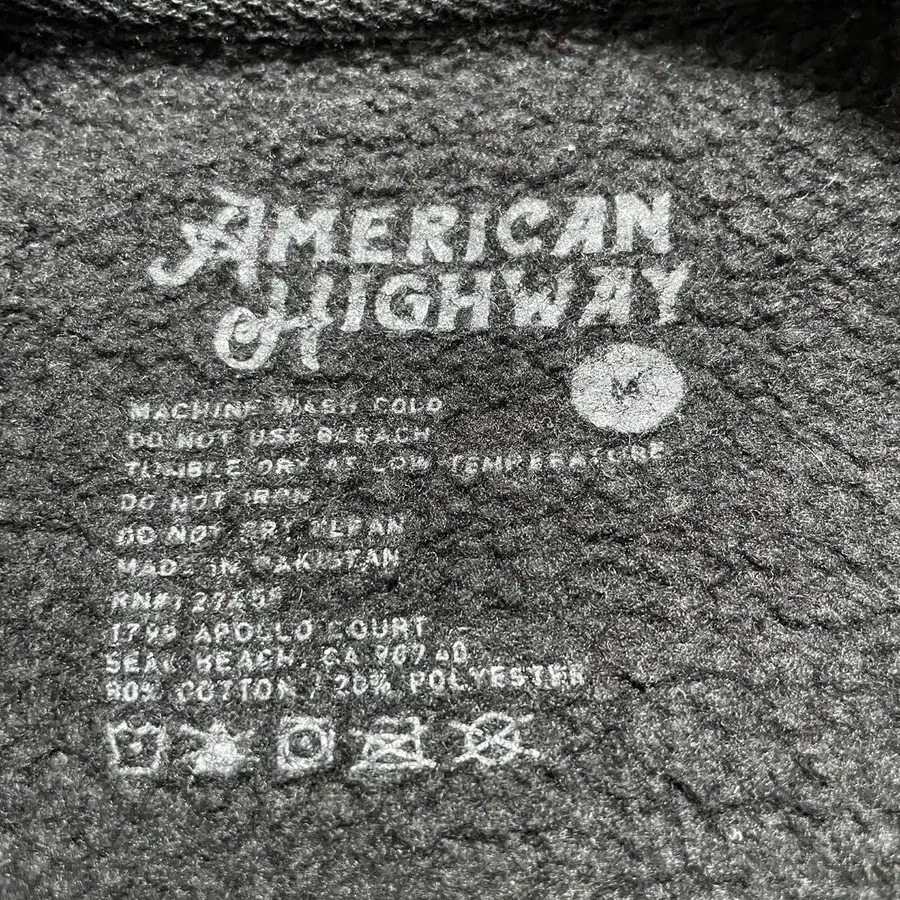 AMERICAN
HIGHWAY
M
MACHINE WASH COLD
DO NOT USE BLEACH
TUMBLE DRY AT LOW TEMPERATURE
DO NOT IRON
DO NOT DRY CLEAN
MADE IN PAKISTAN
APOLLO COURT
SEAL BEACH, CA 90740
80% COTTON / 20% POLYESTER